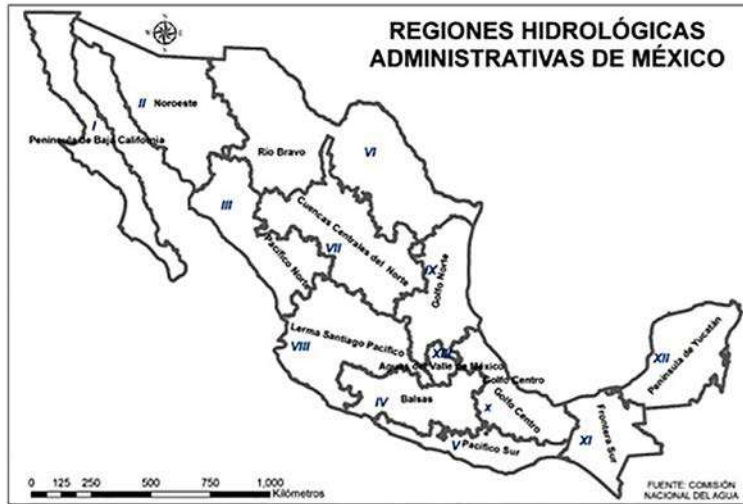 REGIONES HIDROLÓGICAS
ADMINISTRATIVAS DE MÉXICO
II Noroeste
I
Península de Baja California
Río Bravo
VI
III
Cuencas Centrales del Norte
VII
Pacífico Norte
IX
Golfo Norte
Lerma Santiago Pacífico
VIII
XIII
Aguas del Valle de México
XII
Península de Yucatán
Golfo Centro
IV Balsas
X
Golfo Centro
V Pacífico Sur
XI
Frontera Sur
0 125 250 500 750 1,000
Kilómetros
FUENTE: COMISIÓN
NACIONAL DEL AGUA